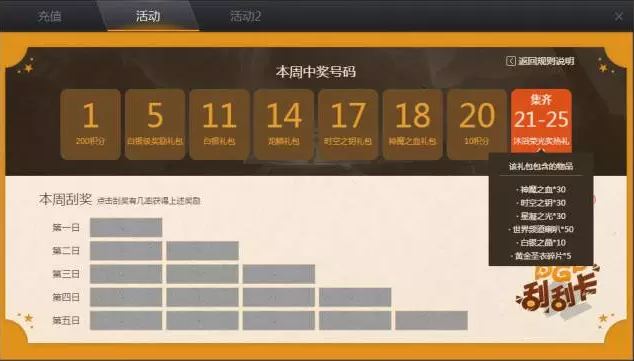 充值 活动 活动2
返回规则说明
本周中奖号码
1 5 11 14 17 18 20 集齐
21-25
200积分 白银级奖励礼包 白银礼包 龙鳞礼包 时空之钥礼包 神魔之血礼包 10积分 沐浴荣光奖热礼
该礼包包含的物品
· 神魔之血*30
· 时空之钥*30
· 星凝之光*30
· 世界频道喇叭*50
· 白银之晶*10
· 黄金圣衣碎片*5
本周刮奖 点击刮奖有几率获得上述奖励
第一日
第二日
第三日
第四日
第五日
刮刮卡